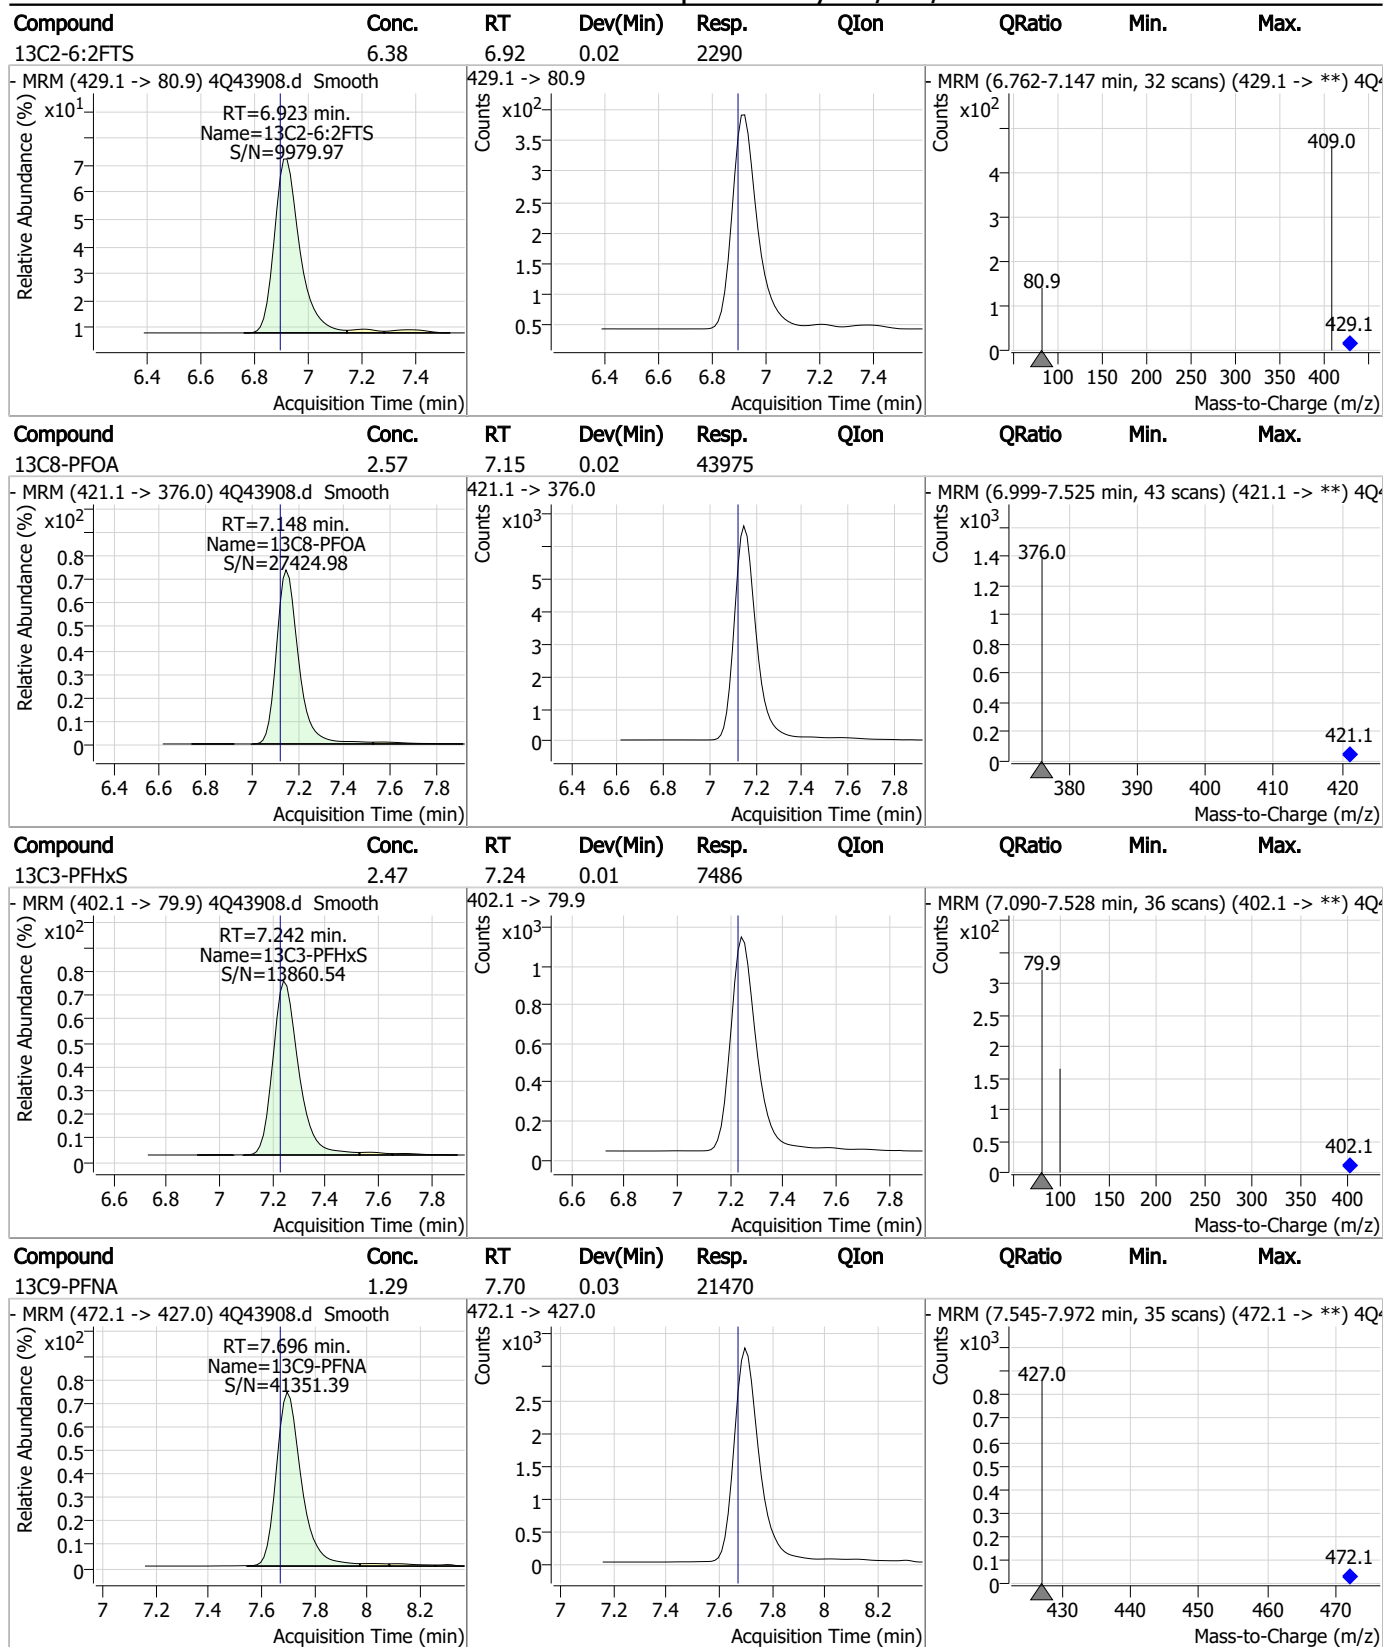 Compound Conc. RT Dev(Min) Resp. QIon QRatio Min. Max.
13C2-6:2FTS 6.38 6.92 0.02 2290
- MRM (429.1 -> 80.9) 4Q43908.d Smooth
429.1 -> 80.9
- MRM (6.762-7.147 min, 32 scans) (429.1 -> **) 4Q4
Relative Abundance (%)
x10¹
RT=6.923 min.
Name=13C2-6:2FTS
S/N=9979.97
7
6
5
4
3
2
1
6.4 6.6 6.8 7 7.2 7.4
Acquisition Time (min)
Counts
x10²
3.5
3
2.5
2
1.5
1
0.5
6.4 6.6 6.8 7 7.2 7.4
Acquisition Time (min)
Counts
x10²
409.0
4
3
2
80.9
1
429.1
0
100 150 200 250 300 350 400
Mass-to-Charge (m/z)
Compound Conc. RT Dev(Min) Resp. QIon QRatio Min. Max.
13C8-PFOA 2.57 7.15 0.02 43975
- MRM (421.1 -> 376.0) 4Q43908.d Smooth
421.1 -> 376.0
- MRM (6.999-7.525 min, 43 scans) (421.1 -> **) 4Q4
Relative Abundance (%)
x10²
RT=7.148 min.
Name=13C8-PFOA
S/N=27424.98
0.8
0.7
0.6
0.5
0.4
0.3
0.2
0.1
0
6.4 6.6 6.8 7 7.2 7.4 7.6 7.8
Acquisition Time (min)
Counts
x10³
5
4
3
2
1
0
6.4 6.6 6.8 7 7.2 7.4 7.6 7.8
Acquisition Time (min)
Counts
x10³
376.0
1.4
1.2
1
0.8
0.6
0.4
0.2
421.1
0
380 390 400 410 420
Mass-to-Charge (m/z)
Compound Conc. RT Dev(Min) Resp. QIon QRatio Min. Max.
13C3-PFHxS 2.47 7.24 0.01 7486
- MRM (402.1 -> 79.9) 4Q43908.d Smooth
402.1 -> 79.9
- MRM (7.090-7.528 min, 36 scans) (402.1 -> **) 4Q4
Relative Abundance (%)
x10²
RT=7.242 min.
Name=13C3-PFHxS
S/N=13860.54
0.8
0.7
0.6
0.5
0.4
0.3
0.2
0.1
0
6.6 6.8 7 7.2 7.4 7.6 7.8
Acquisition Time (min)
Counts
x10³
1
0.8
0.6
0.4
0.2
0
6.6 6.8 7 7.2 7.4 7.6 7.8
Acquisition Time (min)
Counts
x10²
79.9
3
2.5
2
1.5
1
0.5
402.1
0
100 150 200 250 300 350 400
Mass-to-Charge (m/z)
Compound Conc. RT Dev(Min) Resp. QIon QRatio Min. Max.
13C9-PFNA 1.29 7.70 0.03 21470
- MRM (472.1 -> 427.0) 4Q43908.d Smooth
472.1 -> 427.0
- MRM (7.545-7.972 min, 35 scans) (472.1 -> **) 4Q4
Relative Abundance (%)
x10²
RT=7.696 min.
Name=13C9-PFNA
S/N=41351.39
0.8
0.7
0.6
0.5
0.4
0.3
0.2
0.1
0
7 7.2 7.4 7.6 7.8 8 8.2
Acquisition Time (min)
Counts
x10³
2.5
2
1.5
1
0.5
0
7 7.2 7.4 7.6 7.8 8 8.2
Acquisition Time (min)
Counts
x10³
427.0
0.8
0.7
0.6
0.5
0.4
0.3
0.2
0.1
472.1
0
430 440 450 460 470
Mass-to-Charge (m/z)